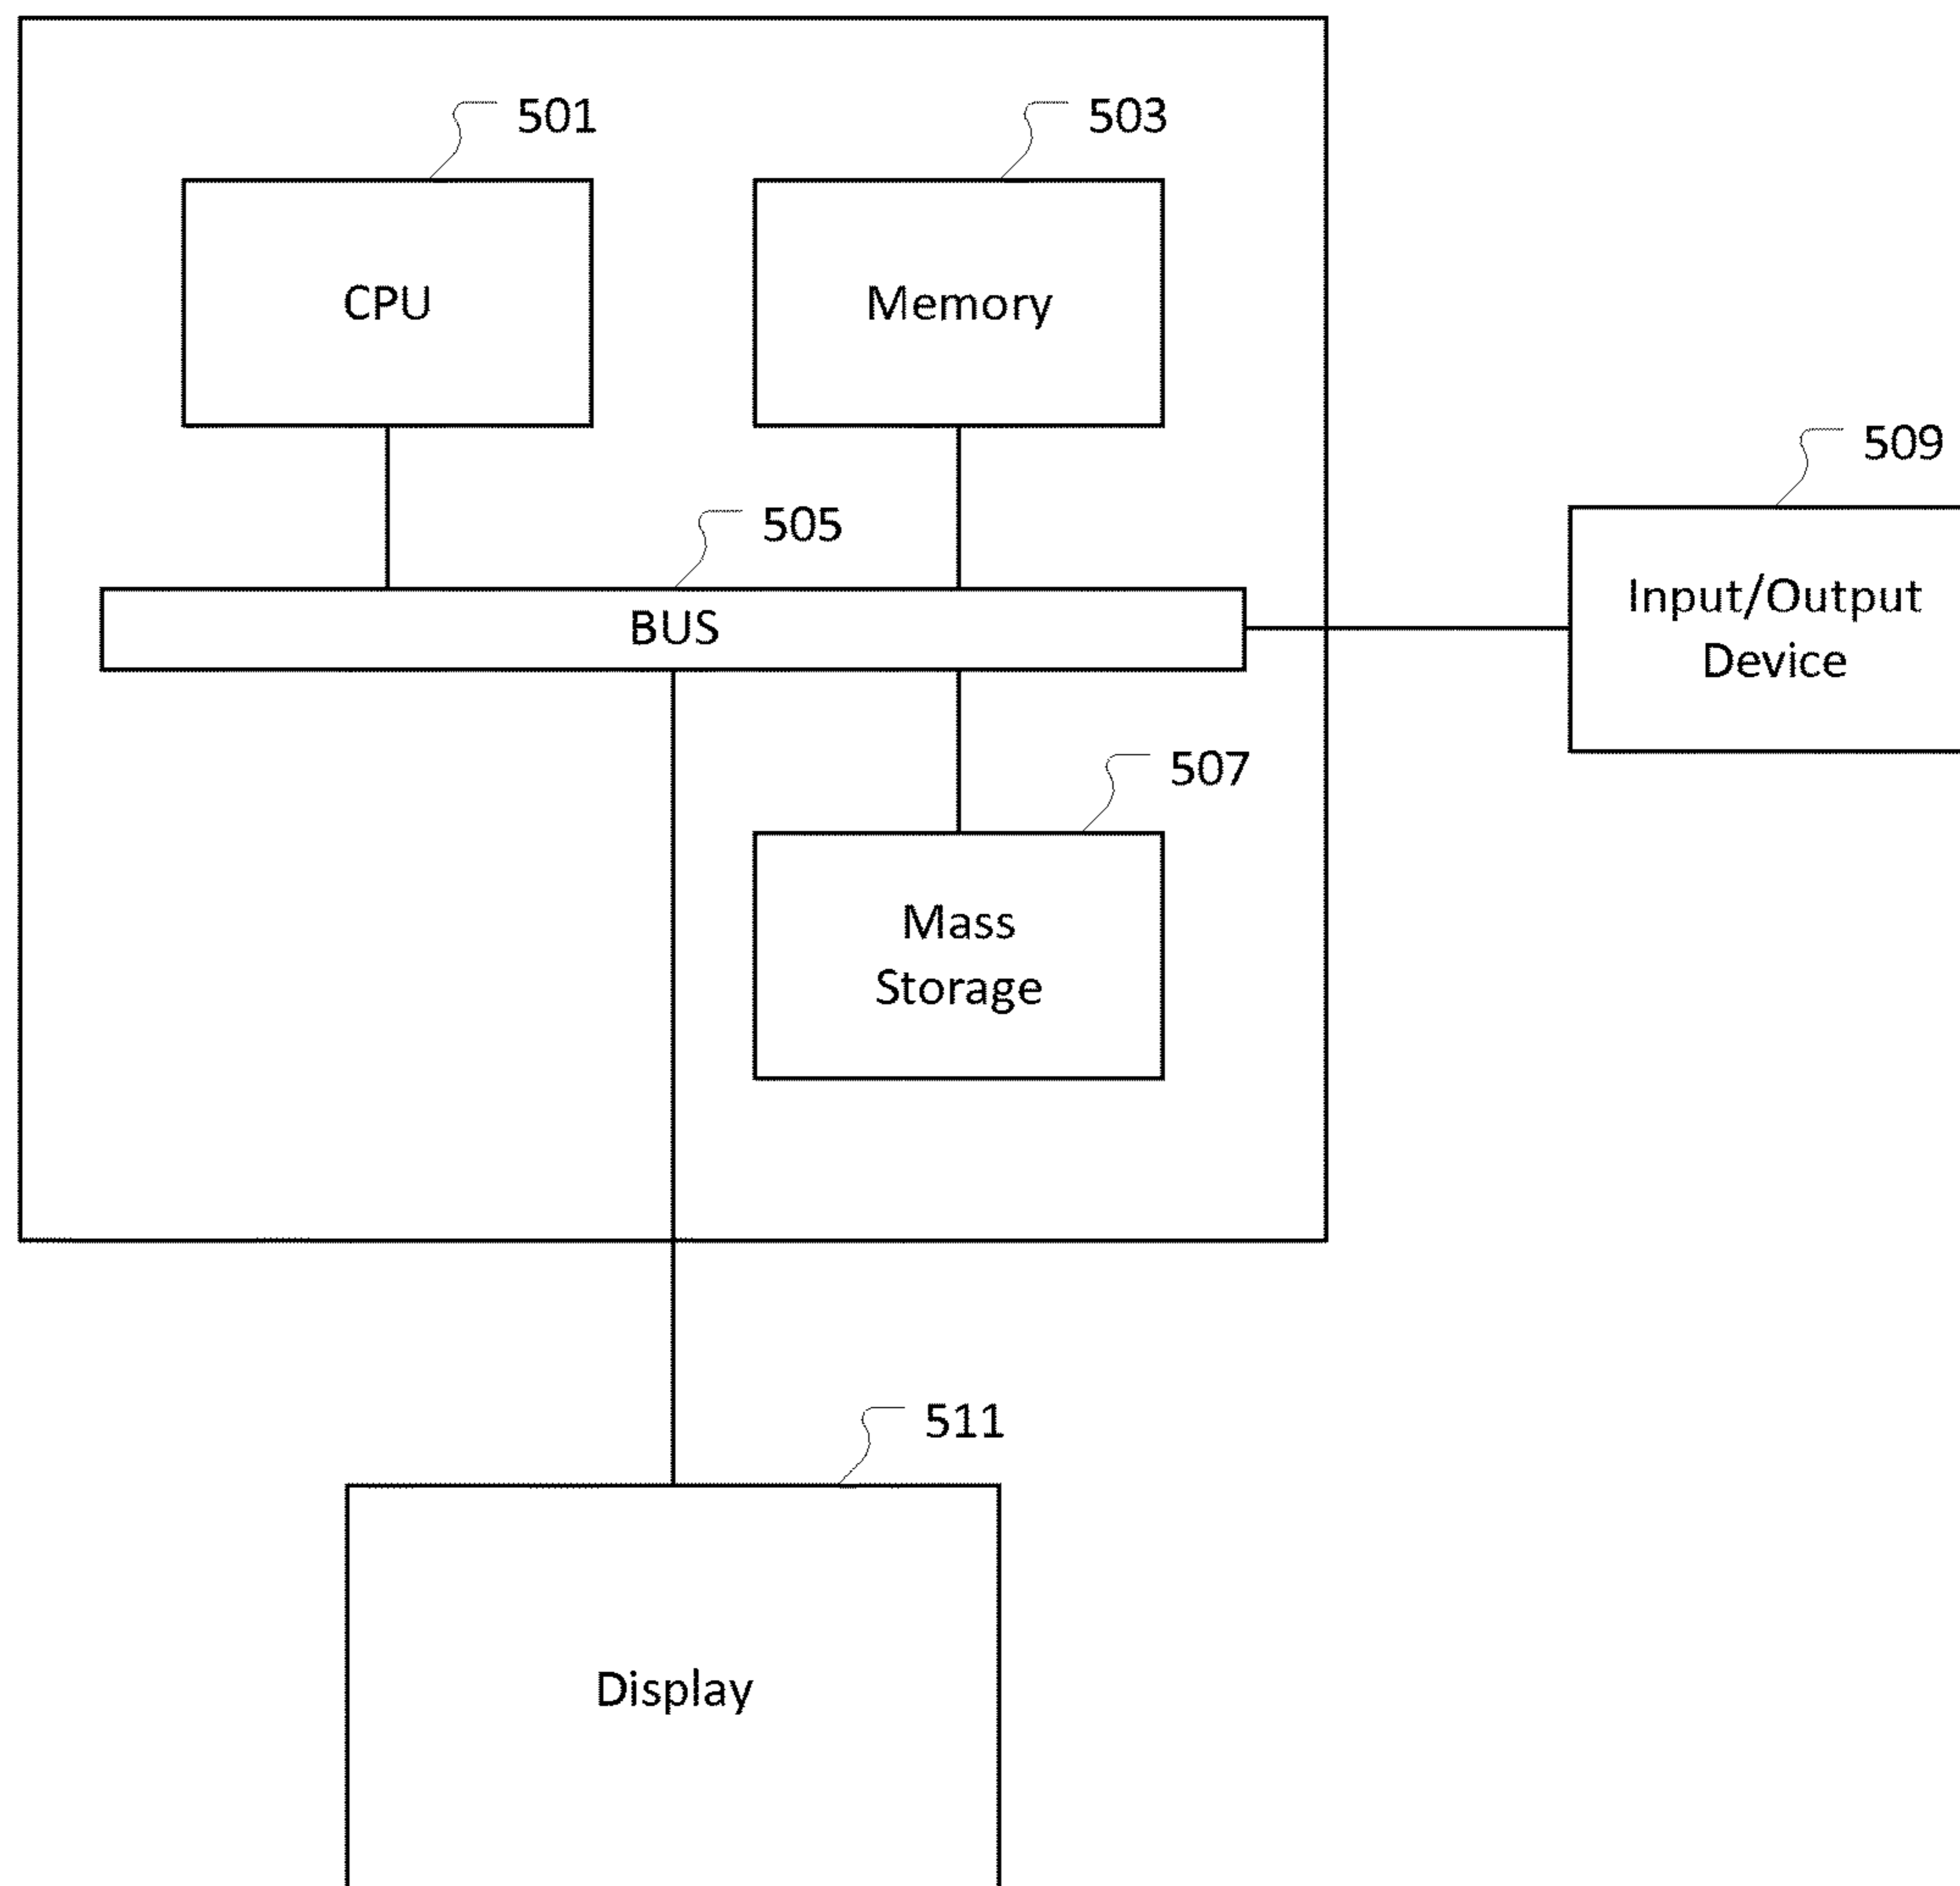 501
503
CPU
Memory
509
505
Input/Output
Device
BUS
507
Mass
Storage
511
Display